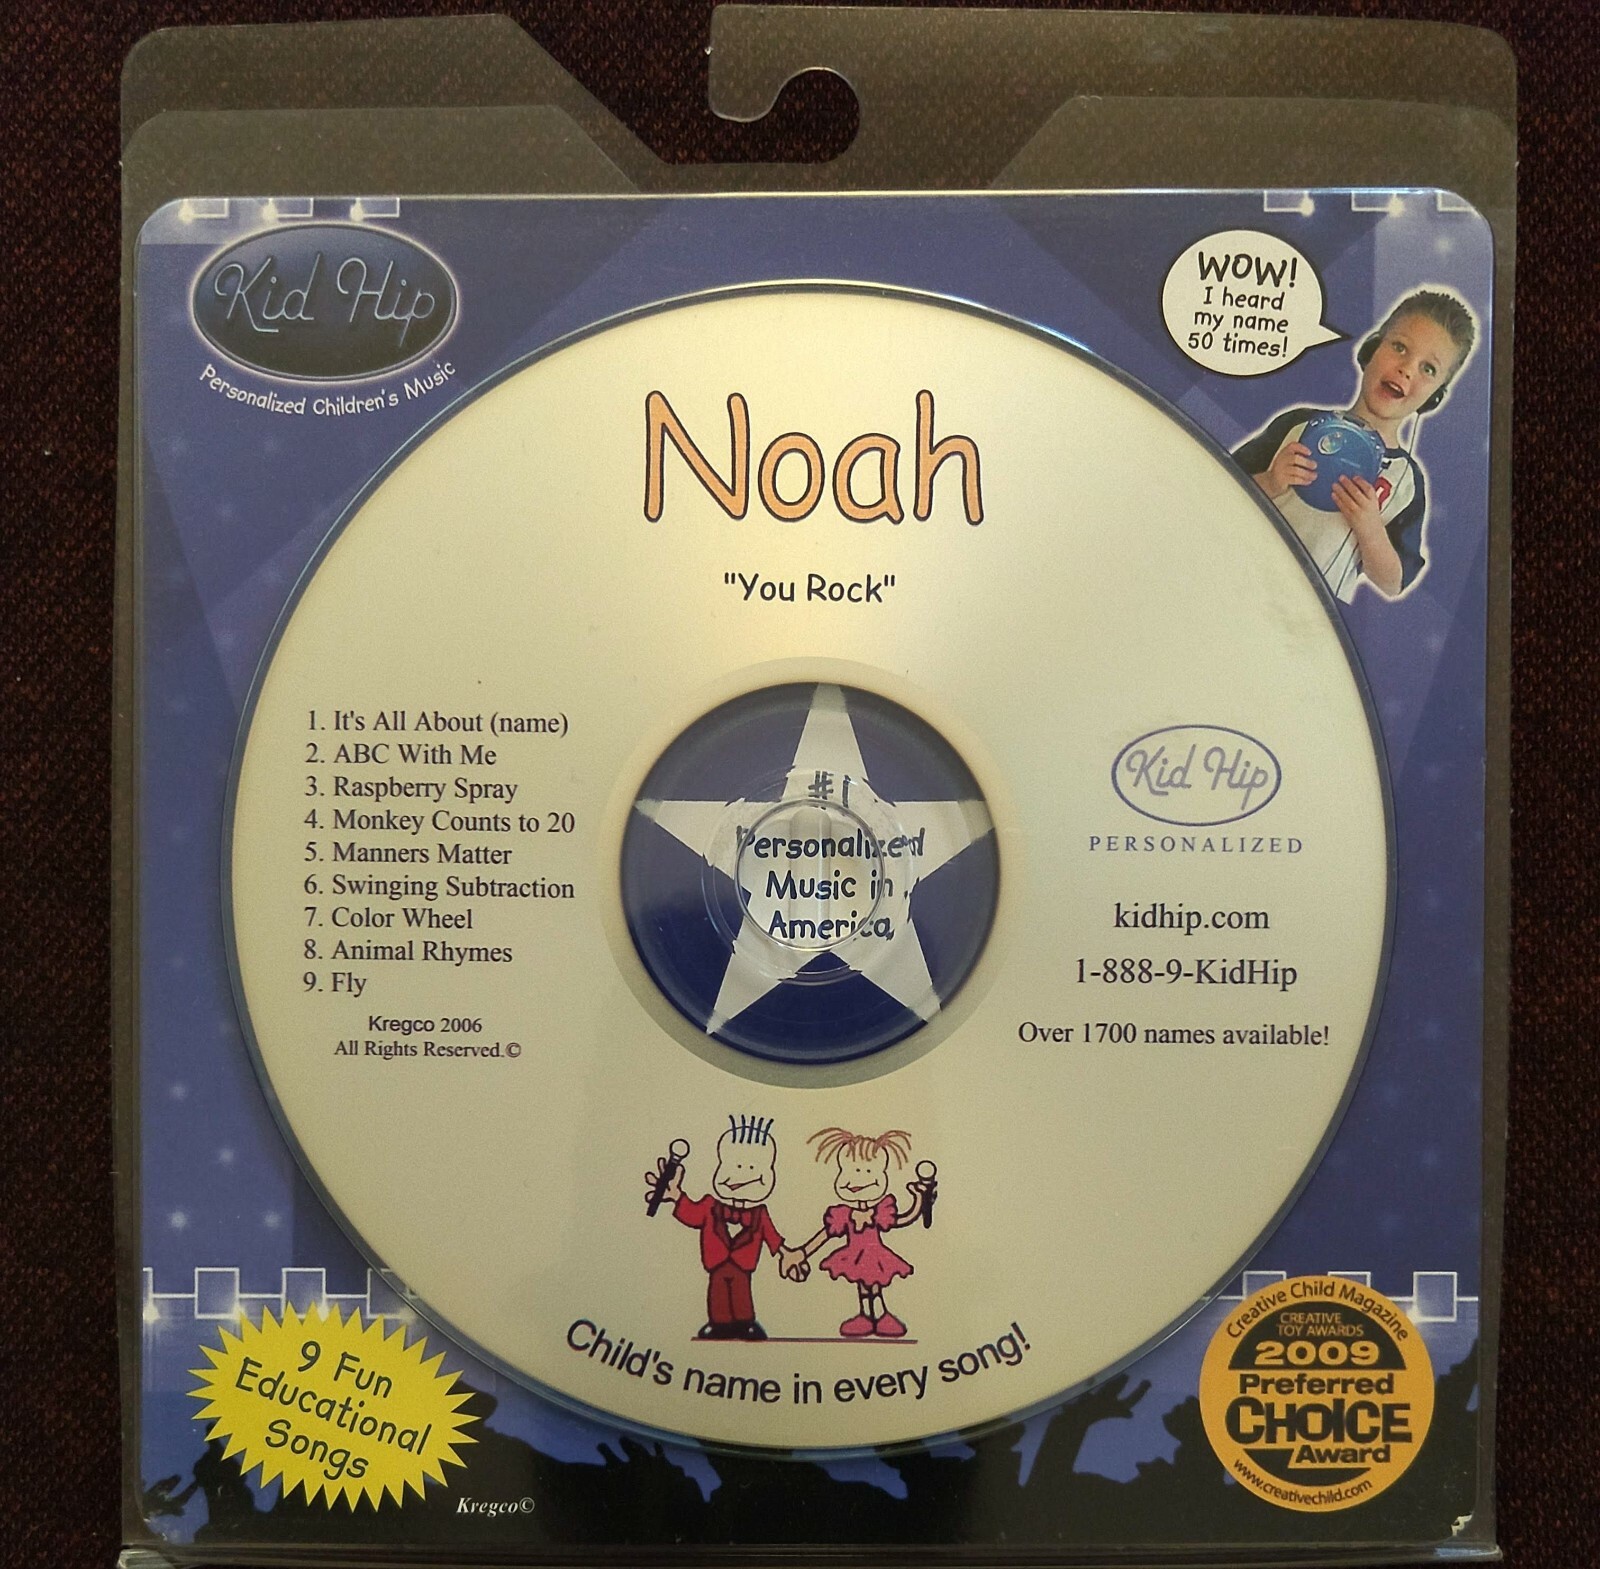 Kid Hip
Personalized Children's Music
WOW!
I heard
my name
50 times!
Noah
"You Rock"
1. It's All About (name)
2. ABC With Me
3. Raspberry Spray
4. Monkey Counts to 20
5. Manners Matter
6. Swinging Subtraction
7. Color Wheel
8. Animal Rhymes
9. Fly
Kregco 2006
All Rights Reserved.©
#1
Personalized
Music in
America
Kid Hip
PERSONALIZED
kidhip.com
1-888-9-KidHip
Over 1700 names available!
Child's name in every song!
9 Fun
Educational
Songs
Kregco©
Creative Child Magazine
CREATIVE
TOY AWARDS
2009
Preferred
CHOICE
Award
www.creativechild.com